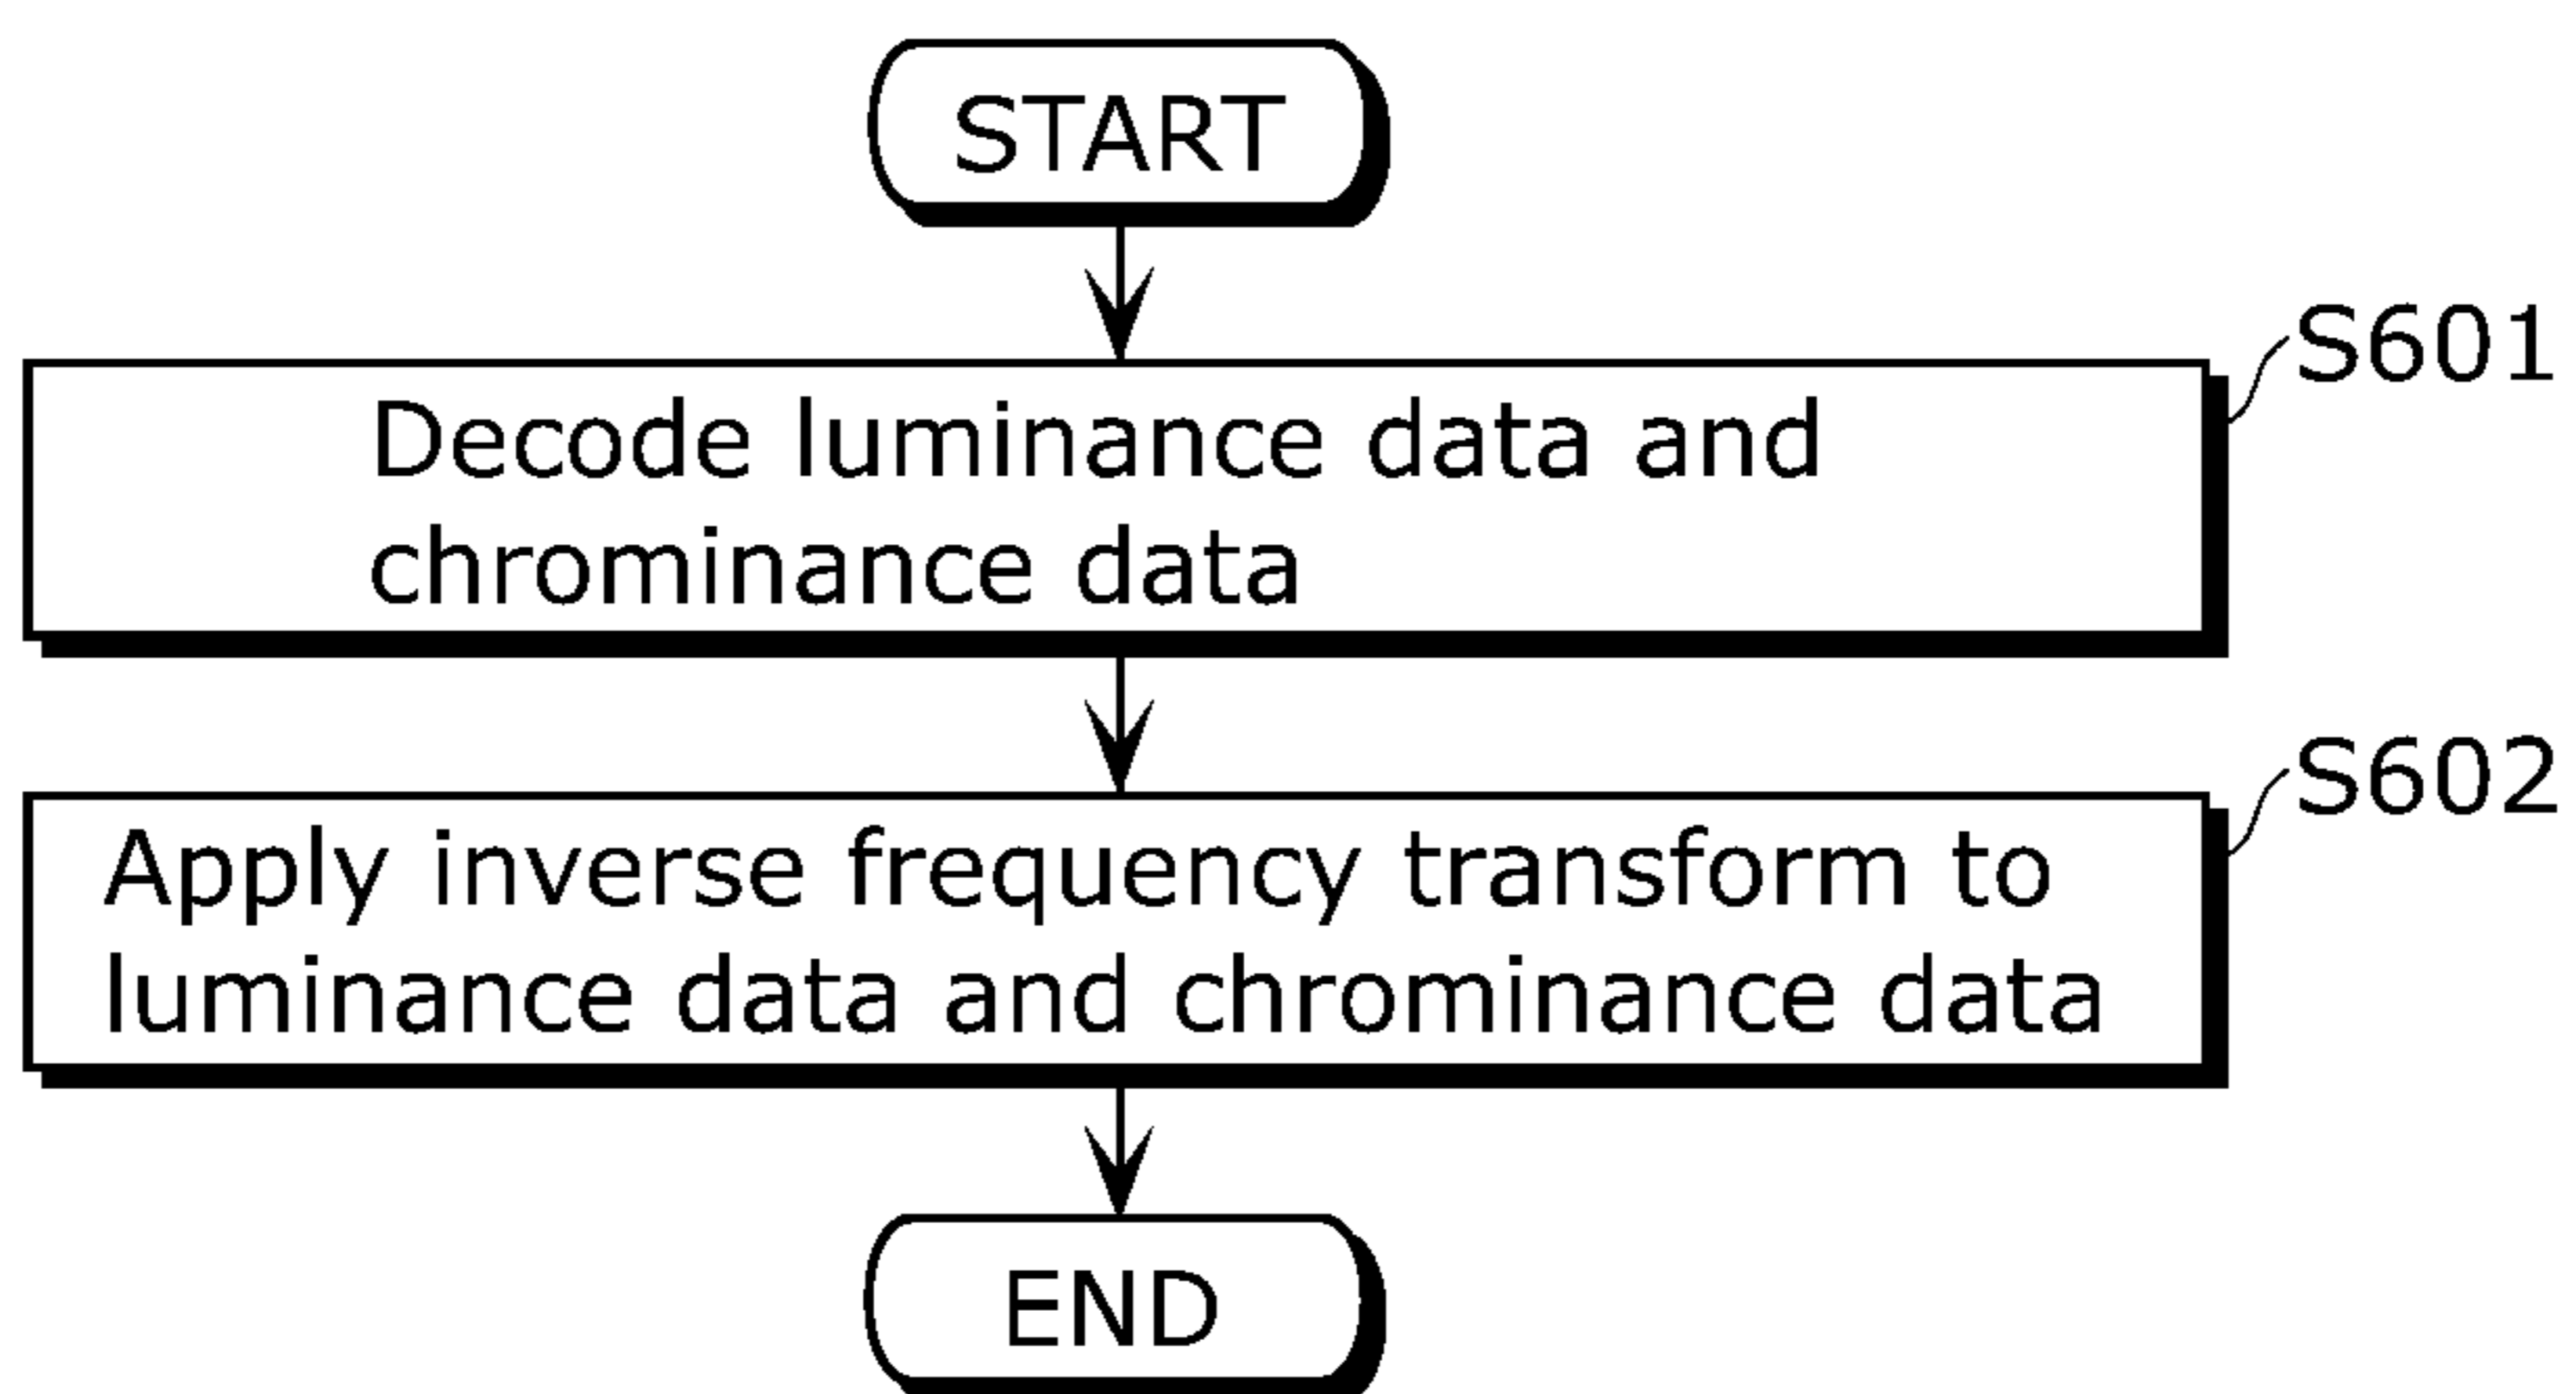 START
S601
Decode luminance data and
chrominance data
S602
Apply inverse frequency transform to
luminance data and chrominance data
END